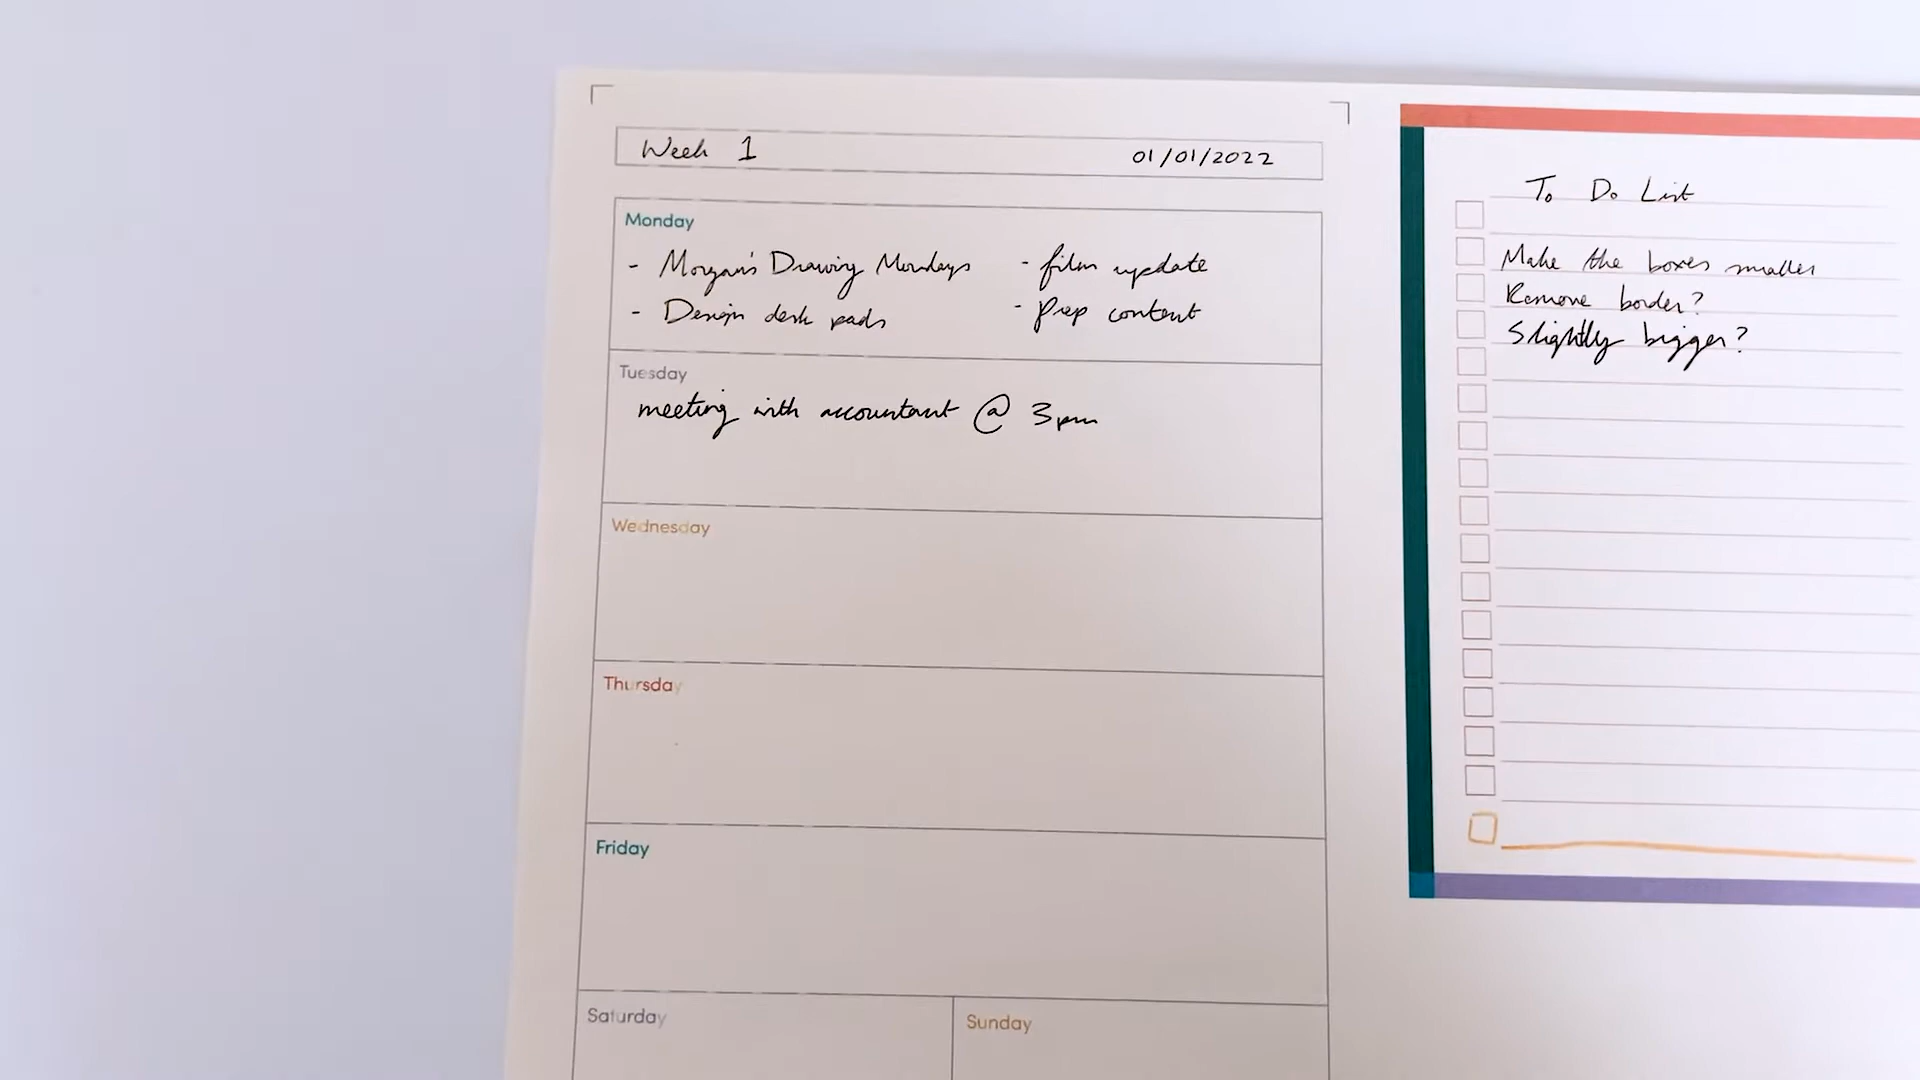 Week 1 01/01/2022
Monday
- Morgan's Drawing Mondays - film update
- Design desk pads - Prep content
Tuesday
meeting with accountant @ 3pm
Wednesday
Thursday
Friday
Saturday Sunday
To Do List
Make the boxes smaller
Remove border?
Slightly bigger?